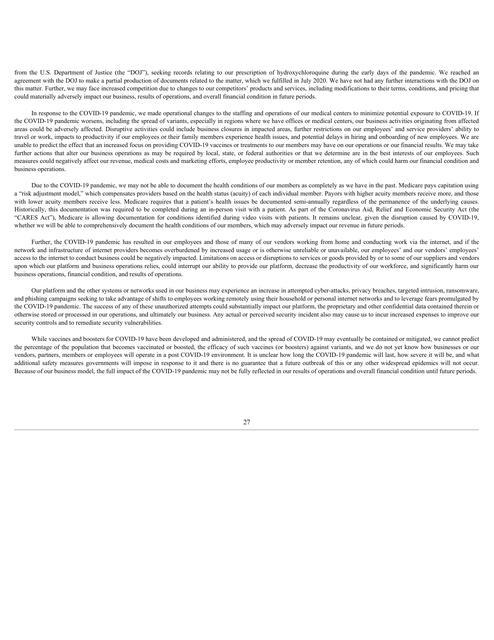 from the U.S. Department of Justice (the “DOJ”), seeking records relating to our prescription of hydroxychloroquine during the early days of the pandemic. We reached an
agreement with the DOJ to make a partial production of documents related to the matter, which we fulfilled in July 2020. We have not had any further interactions with the DOJ on
this matter. Further, we may face increased competition due to changes to our competitors’ products and services, including modifications to their terms, conditions, and pricing that
could materially adversely impact our business, results of operations, and overall financial condition in future periods.
In response to the COVID-19 pandemic, we made operational changes to the staffing and operations of our medical centers to minimize potential exposure to COVID-19. If
the COVID-19 pandemic worsens, including the spread of variants, especially in regions where we have offices or medical centers, our business activities originating from affected
areas could be adversely affected. Disruptive activities could include business closures in impacted areas, further restrictions on our employees’ and service providers’ ability to
travel or work, impacts to productivity if our employees or their family members experience health issues, and potential delays in hiring and onboarding of new employees. We are
unable to predict the effect that an increased focus on providing COVID-19 vaccines or treatments to our members may have on our operations or our financial results. We may take
further actions that alter our business operations as may be required by local, state, or federal authorities or that we determine are in the best interests of our employees. Such
measures could negatively affect our revenue, medical costs and marketing efforts, employee productivity or member retention, any of which could harm our financial condition and
business operations.
Due to the COVID-19 pandemic, we may not be able to document the health conditions of our members as completely as we have in the past. Medicare pays capitation using
a “risk adjustment model,” which compensates providers based on the health status (acuity) of each individual member. Payors with higher acuity members receive more, and those
with lower acuity members receive less. Medicare requires that a patient’s health issues be documented semi-annually regardless of the permanence of the underlying causes.
Historically, this documentation was required to be completed during an in-person visit with a patient. As part of the Coronavirus Aid, Relief and Economic Security Act (the
“CARES Act”), Medicare is allowing documentation for conditions identified during video visits with patients. It remains unclear, given the disruption caused by COVID-19,
whether we will be able to comprehensively document the health conditions of our members, which may adversely impact our revenue in future periods.
Further, the COVID-19 pandemic has resulted in our employees and those of many of our vendors working from home and conducting work via the internet, and if the
network and infrastructure of internet providers becomes overburdened by increased usage or is otherwise unreliable or unavailable, our employees’ and our vendors’ employees’
access to the internet to conduct business could be negatively impacted. Limitations on access or disruptions to services or goods provided by or to some of our suppliers and vendors
upon which our platform and business operations relies, could interrupt our ability to provide our platform, decrease the productivity of our workforce, and significantly harm our
business operations, financial condition, and results of operations.
Our platform and the other systems or networks used in our business may experience an increase in attempted cyber-attacks, privacy breaches, targeted intrusion, ransomware,
and phishing campaigns seeking to take advantage of shifts to employees working remotely using their household or personal internet networks and to leverage fears promulgated by
the COVID-19 pandemic. The success of any of these unauthorized attempts could substantially impact our platform, the proprietary and other confidential data contained therein or
otherwise stored or processed in our operations, and ultimately our business. Any actual or perceived security incident also may cause us to incur increased expenses to improve our
security controls and to remediate security vulnerabilities.
While vaccines and boosters for COVID-19 have been developed and administered, and the spread of COVID-19 may eventually be contained or mitigated, we cannot predict
the percentage of the population that becomes vaccinated or boosted, the efficacy of such vaccines (or boosters) against variants, and we do not yet know how businesses or our
vendors, partners, members or employees will operate in a post COVID-19 environment. It is unclear how long the COVID-19 pandemic will last, how severe it will be, and what
additional safety measures governments will impose in response to it and there is no guarantee that a future outbreak of this or any other widespread epidemics will not occur.
Because of our business model, the full impact of the COVID-19 pandemic may not be fully reflected in our results of operations and overall financial condition until future periods.
27